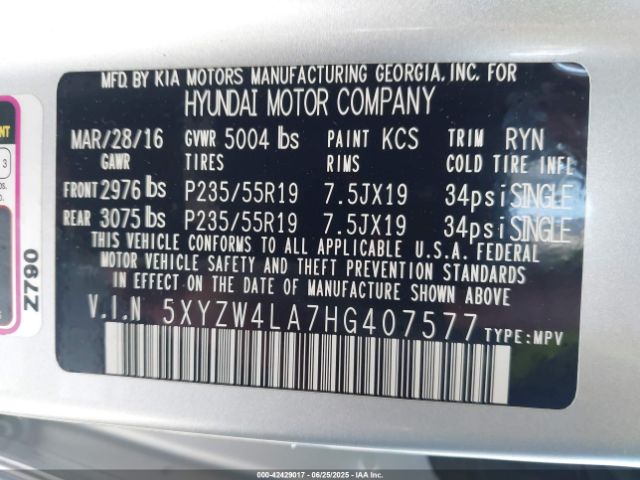 MFD. BY KIA MOTORS MANUFACTURING GEORGIA, INC. FOR
HYUNDAI MOTOR COMPANY
MAR/28/16 GVWR 5004 lbs PAINT KCS TRIM RYN
GAWR TIRES RIMS COLD TIRE INFL
FRONT 2976 lbs P235/55R19 7.5JX19 34psi SINGLE
REAR 3075 lbs P235/55R19 7.5JX19 34psi SINGLE
THIS VEHICLE CONFORMS TO ALL APPLICABLE U.S.A. FEDERAL
MOTOR VEHICLE SAFETY AND THEFT PREVENTION STANDARDS
IN EFFECT ON THE DATE OF MANUFACTURE SHOWN ABOVE.
V.I.N 5XYZW4LA7HG407577 TYPE:MPV
Z790
000-42429017 - 06/25/2025 - IAAI.COM